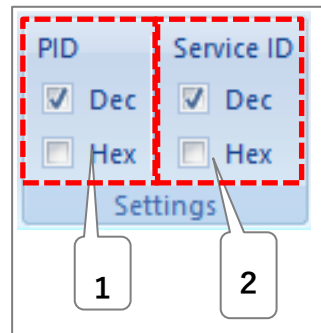 PID Service ID
Dec Dec
Hex Hex
Settings
1 2